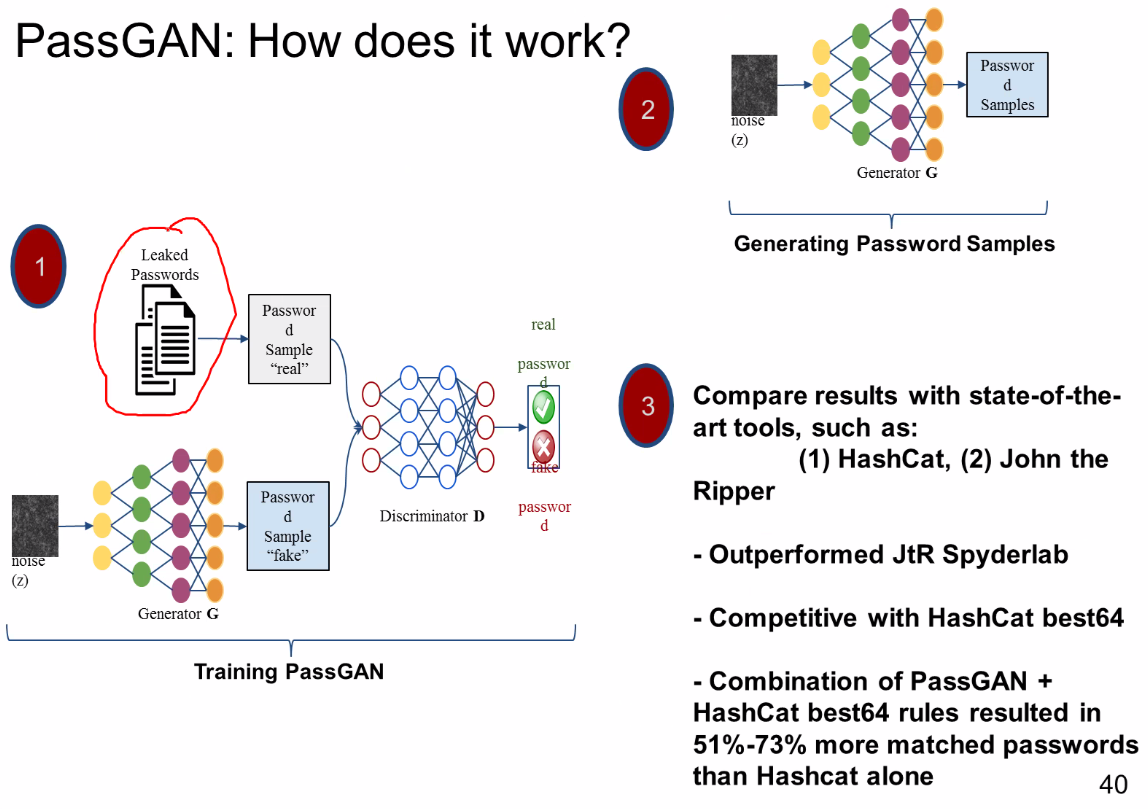 PassGAN: How does it work?
1
Leaked
Passwords
Passwor
d
Sample
“real”
noise
(z)
Generator G
Passwor
d
Sample
“fake”
Discriminator D
real
passwor
d
fake
passwor
d
Training PassGAN
2
noise
(z)
Generator G
Passwor
d
Samples
Generating Password Samples
3
Compare results with state-of-the-
art tools, such as:
(1) HashCat, (2) John the
Ripper
- Outperformed JtR Spyderlab
- Competitive with HashCat best64
- Combination of PassGAN +
HashCat best64 rules resulted in
51%-73% more matched passwords
than Hashcat alone
40